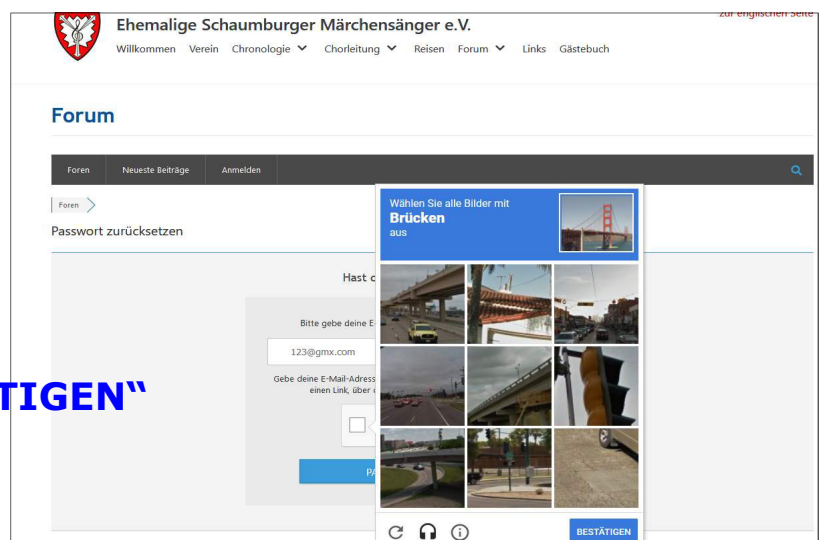 zur englischen Seite
Ehemalige Schaumburger Märchensänger e.V.
Willkommen Verein Chronologie Chorleitung Reisen Forum Links Gästebuch
Forum
Foren Neueste Beiträge Anmelden
Foren
Passwort zurücksetzen
Wählen Sie alle Bilder mit
Brücken
aus
Hast
Bitte gebe deine E
123@gmx.com
Gebe deine E-Mail-Adress
einen Link, über
TIGEN“
PA
BESTÄTIGEN